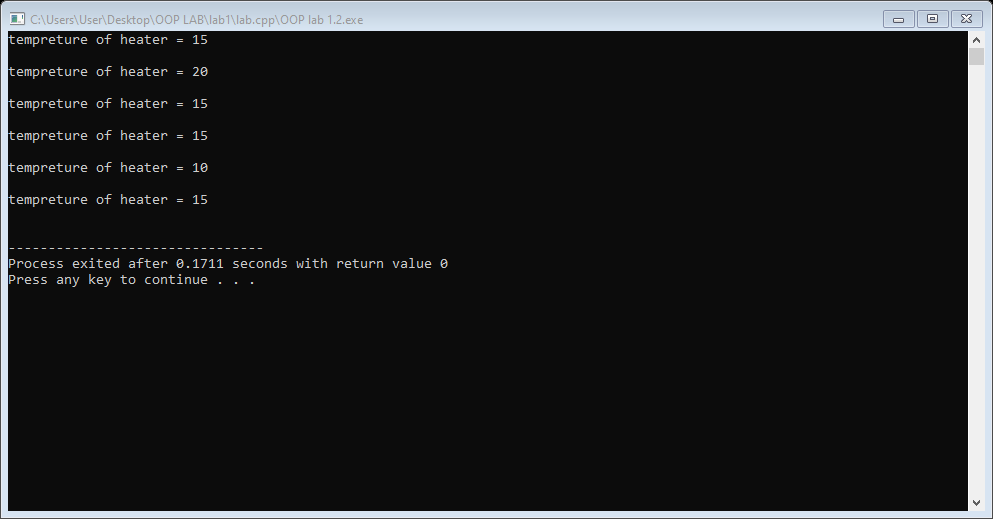 C:\Users\User\Desktop\OOP LAB\lab1\lab.cpp\OOP lab 1.2.exe
tempreture of heater = 15
tempreture of heater = 20
tempreture of heater = 15
tempreture of heater = 15
tempreture of heater = 10
tempreture of heater = 15
--------------------------------
Process exited after 0.1711 seconds with return value 0
Press any key to continue . . .